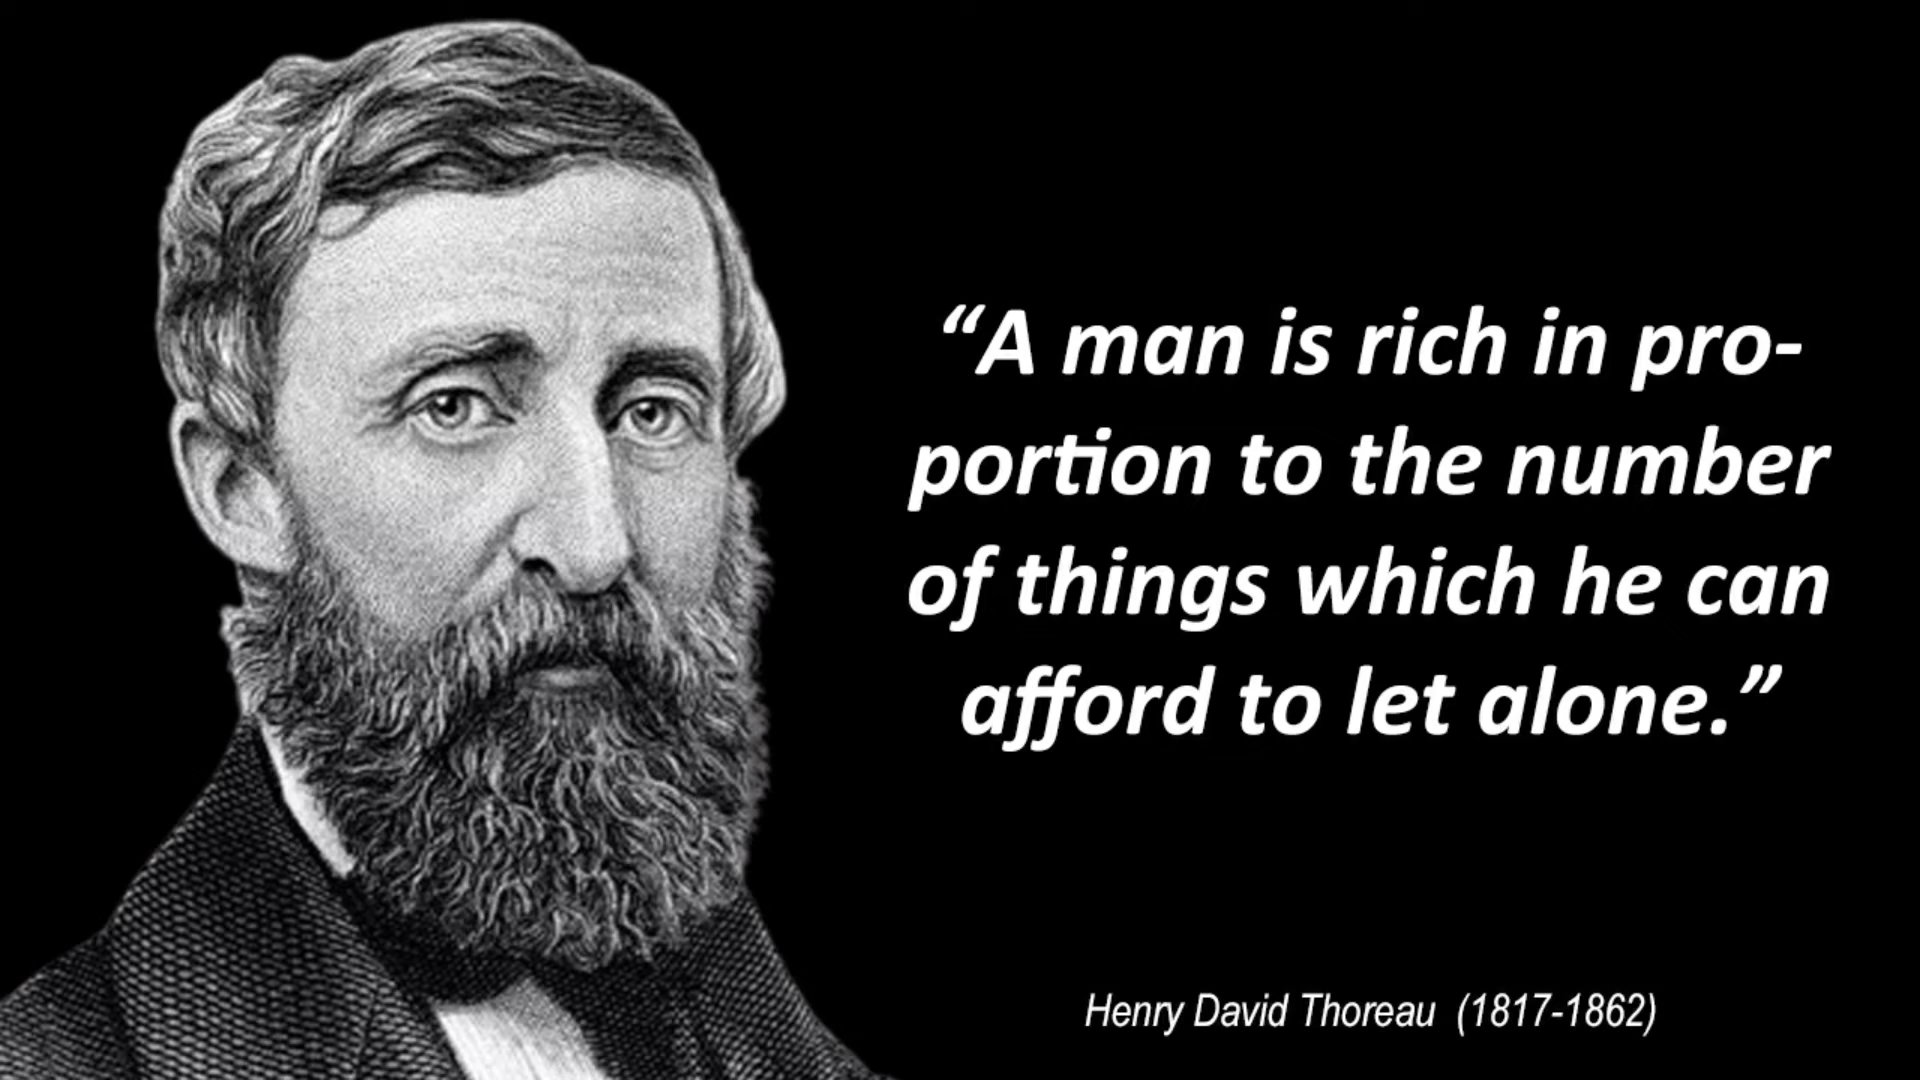 “A man is rich in pro-
portion to the number
of things which he can
afford to let alone.”
Henry David Thoreau (1817-1862)